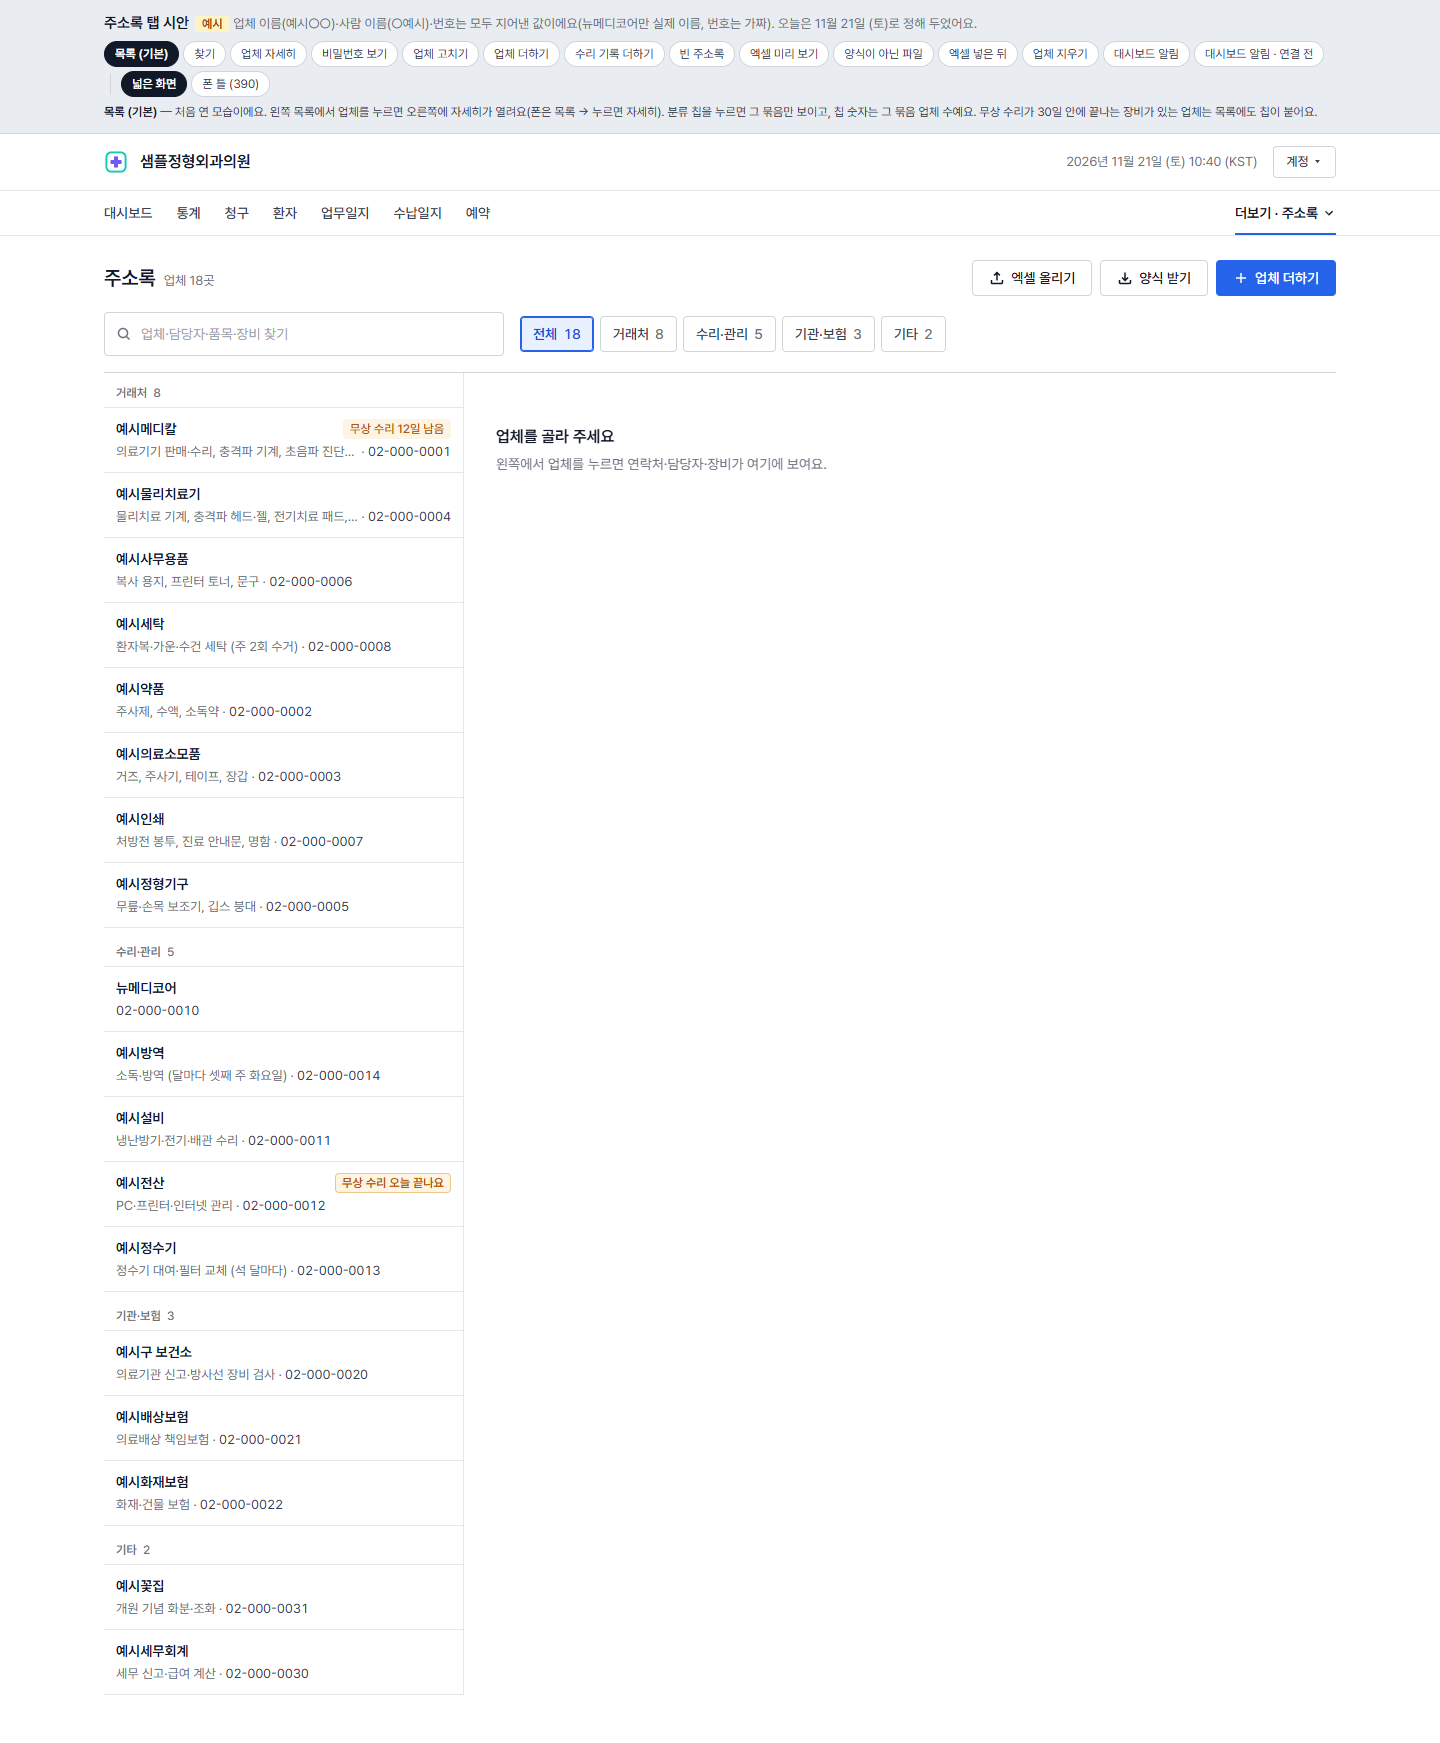 주소록 탭 시안 예시 업체 이름(예시○○)·사람 이름(○예시)·번호는 모두 지어낸 값이에요(뉴메디코어만 실제 이름, 번호는 가짜). 오늘은 11월 21일 (토)로 정해 두었어요.
목록 (기본) 찾기 업체 자세히 비밀번호 보기 업체 고치기 업체 더하기 수리 기록 더하기 빈 주소록 엑셀 미리 보기 양식이 아닌 파일 엑셀 넣은 뒤 업체 지우기 대시보드 알림 대시보드 알림 · 연결 전
넓은 화면 폰 틀 (390)
목록 (기본) — 처음 연 모습이에요. 왼쪽 목록에서 업체를 누르면 오른쪽에 자세히가 열려요(폰은 목록 → 누르면 자세히). 분류 칩을 누르면 그 묶음만 보이고, 칩 숫자는 그 묶음 업체 수예요. 무상 수리가 30일 안에 끝나는 장비가 있는 업체는 목록에도 칩이 붙어요.
샘플정형외과의원 2026년 11월 21일 (토) 10:40 (KST) 계정
대시보드 통계 청구 환자 업무일지 수납일지 예약 더보기 · 주소록
주소록 업체 18곳 엑셀 올리기 양식 받기 업체 더하기
업체·담당자·품목·장비 찾기 전체 18 거래처 8 수리·관리 5 기관·보험 3 기타 2
거래처 8
예시메디칼 무상 수리 12일 남음
의료기기 판매·수리, 충격파 기계, 초음파 진단… · 02-000-0001
업체를 골라 주세요
왼쪽에서 업체를 누르면 연락처·담당자·장비가 여기에 보여요.
예시물리치료기
물리치료 기계, 충격파 헤드·젤, 전기치료 패드,… · 02-000-0004
예시사무용품
복사 용지, 프린터 토너, 문구 · 02-000-0006
예시세탁
환자복·가운·수건 세탁 (주 2회 수거) · 02-000-0008
예시약품
주사제, 수액, 소독약 · 02-000-0002
예시의료소모품
거즈, 주사기, 테이프, 장갑 · 02-000-0003
예시인쇄
처방전 봉투, 진료 안내문, 명함 · 02-000-0007
예시정형기구
무릎·손목 보조기, 깁스 붕대 · 02-000-0005
수리·관리 5
뉴메디코어
02-000-0010
예시방역
소독·방역 (달마다 셋째 주 화요일) · 02-000-0014
예시설비
냉난방기·전기·배관 수리 · 02-000-0011
예시전산 무상 수리 오늘 끝나요
PC·프린터·인터넷 관리 · 02-000-0012
예시정수기
정수기 대여·필터 교체 (석 달마다) · 02-000-0013
기관·보험 3
예시구 보건소
의료기관 신고·방사선 장비 검사 · 02-000-0020
예시배상보험
의료배상 책임보험 · 02-000-0021
예시화재보험
화재·건물 보험 · 02-000-0022
기타 2
예시꽃집
개원 기념 화분·조화 · 02-000-0031
예시세무회계
세무 신고·급여 계산 · 02-000-0030